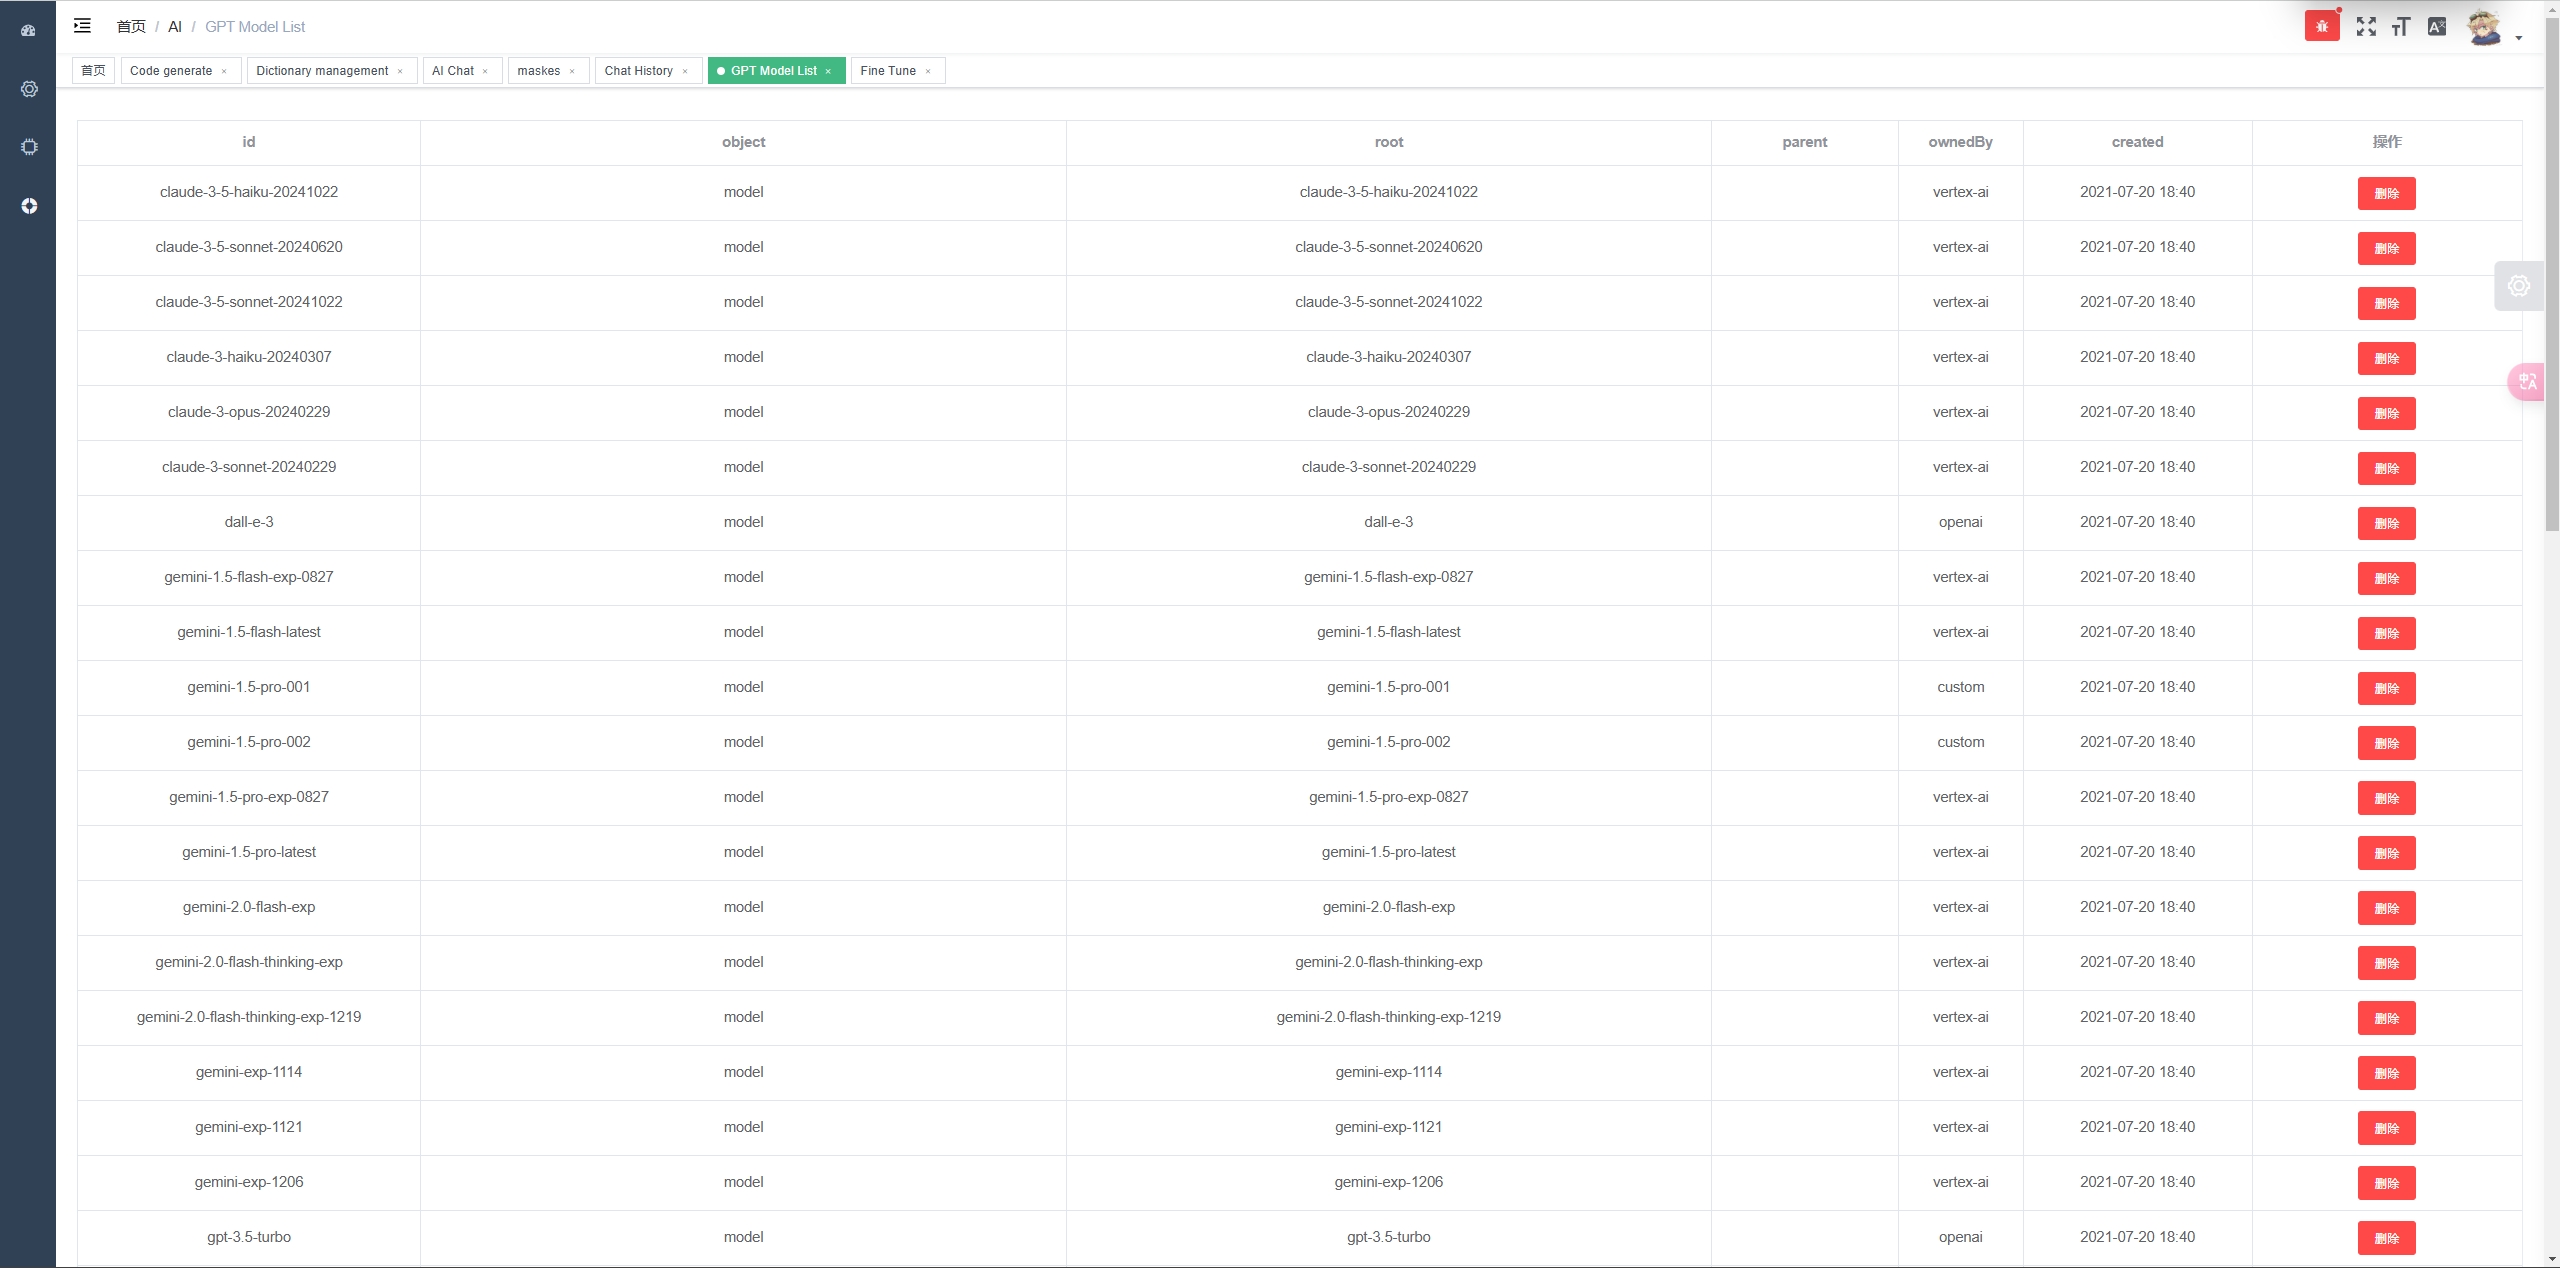 首页 / AI / GPT Model List
首页 Code generate × Dictionary management × AI Chat × maskes × Chat History × GPT Model List × Fine Tune ×
id object root parent ownedBy created 操作
claude-3-5-haiku-20241022 model claude-3-5-haiku-20241022 vertex-ai 2021-07-20 18:40 删除
claude-3-5-sonnet-20240620 model claude-3-5-sonnet-20240620 vertex-ai 2021-07-20 18:40 删除
claude-3-5-sonnet-20241022 model claude-3-5-sonnet-20241022 vertex-ai 2021-07-20 18:40 删除
claude-3-haiku-20240307 model claude-3-haiku-20240307 vertex-ai 2021-07-20 18:40 删除
claude-3-opus-20240229 model claude-3-opus-20240229 vertex-ai 2021-07-20 18:40 删除
claude-3-sonnet-20240229 model claude-3-sonnet-20240229 vertex-ai 2021-07-20 18:40 删除
dall-e-3 model dall-e-3 openai 2021-07-20 18:40 删除
gemini-1.5-flash-exp-0827 model gemini-1.5-flash-exp-0827 vertex-ai 2021-07-20 18:40 删除
gemini-1.5-flash-latest model gemini-1.5-flash-latest vertex-ai 2021-07-20 18:40 删除
gemini-1.5-pro-001 model gemini-1.5-pro-001 custom 2021-07-20 18:40 删除
gemini-1.5-pro-002 model gemini-1.5-pro-002 custom 2021-07-20 18:40 删除
gemini-1.5-pro-exp-0827 model gemini-1.5-pro-exp-0827 vertex-ai 2021-07-20 18:40 删除
gemini-1.5-pro-latest model gemini-1.5-pro-latest vertex-ai 2021-07-20 18:40 删除
gemini-2.0-flash-exp model gemini-2.0-flash-exp vertex-ai 2021-07-20 18:40 删除
gemini-2.0-flash-thinking-exp model gemini-2.0-flash-thinking-exp vertex-ai 2021-07-20 18:40 删除
gemini-2.0-flash-thinking-exp-1219 model gemini-2.0-flash-thinking-exp-1219 vertex-ai 2021-07-20 18:40 删除
gemini-exp-1114 model gemini-exp-1114 vertex-ai 2021-07-20 18:40 删除
gemini-exp-1121 model gemini-exp-1121 vertex-ai 2021-07-20 18:40 删除
gemini-exp-1206 model gemini-exp-1206 vertex-ai 2021-07-20 18:40 删除
gpt-3.5-turbo model gpt-3.5-turbo openai 2021-07-20 18:40 删除